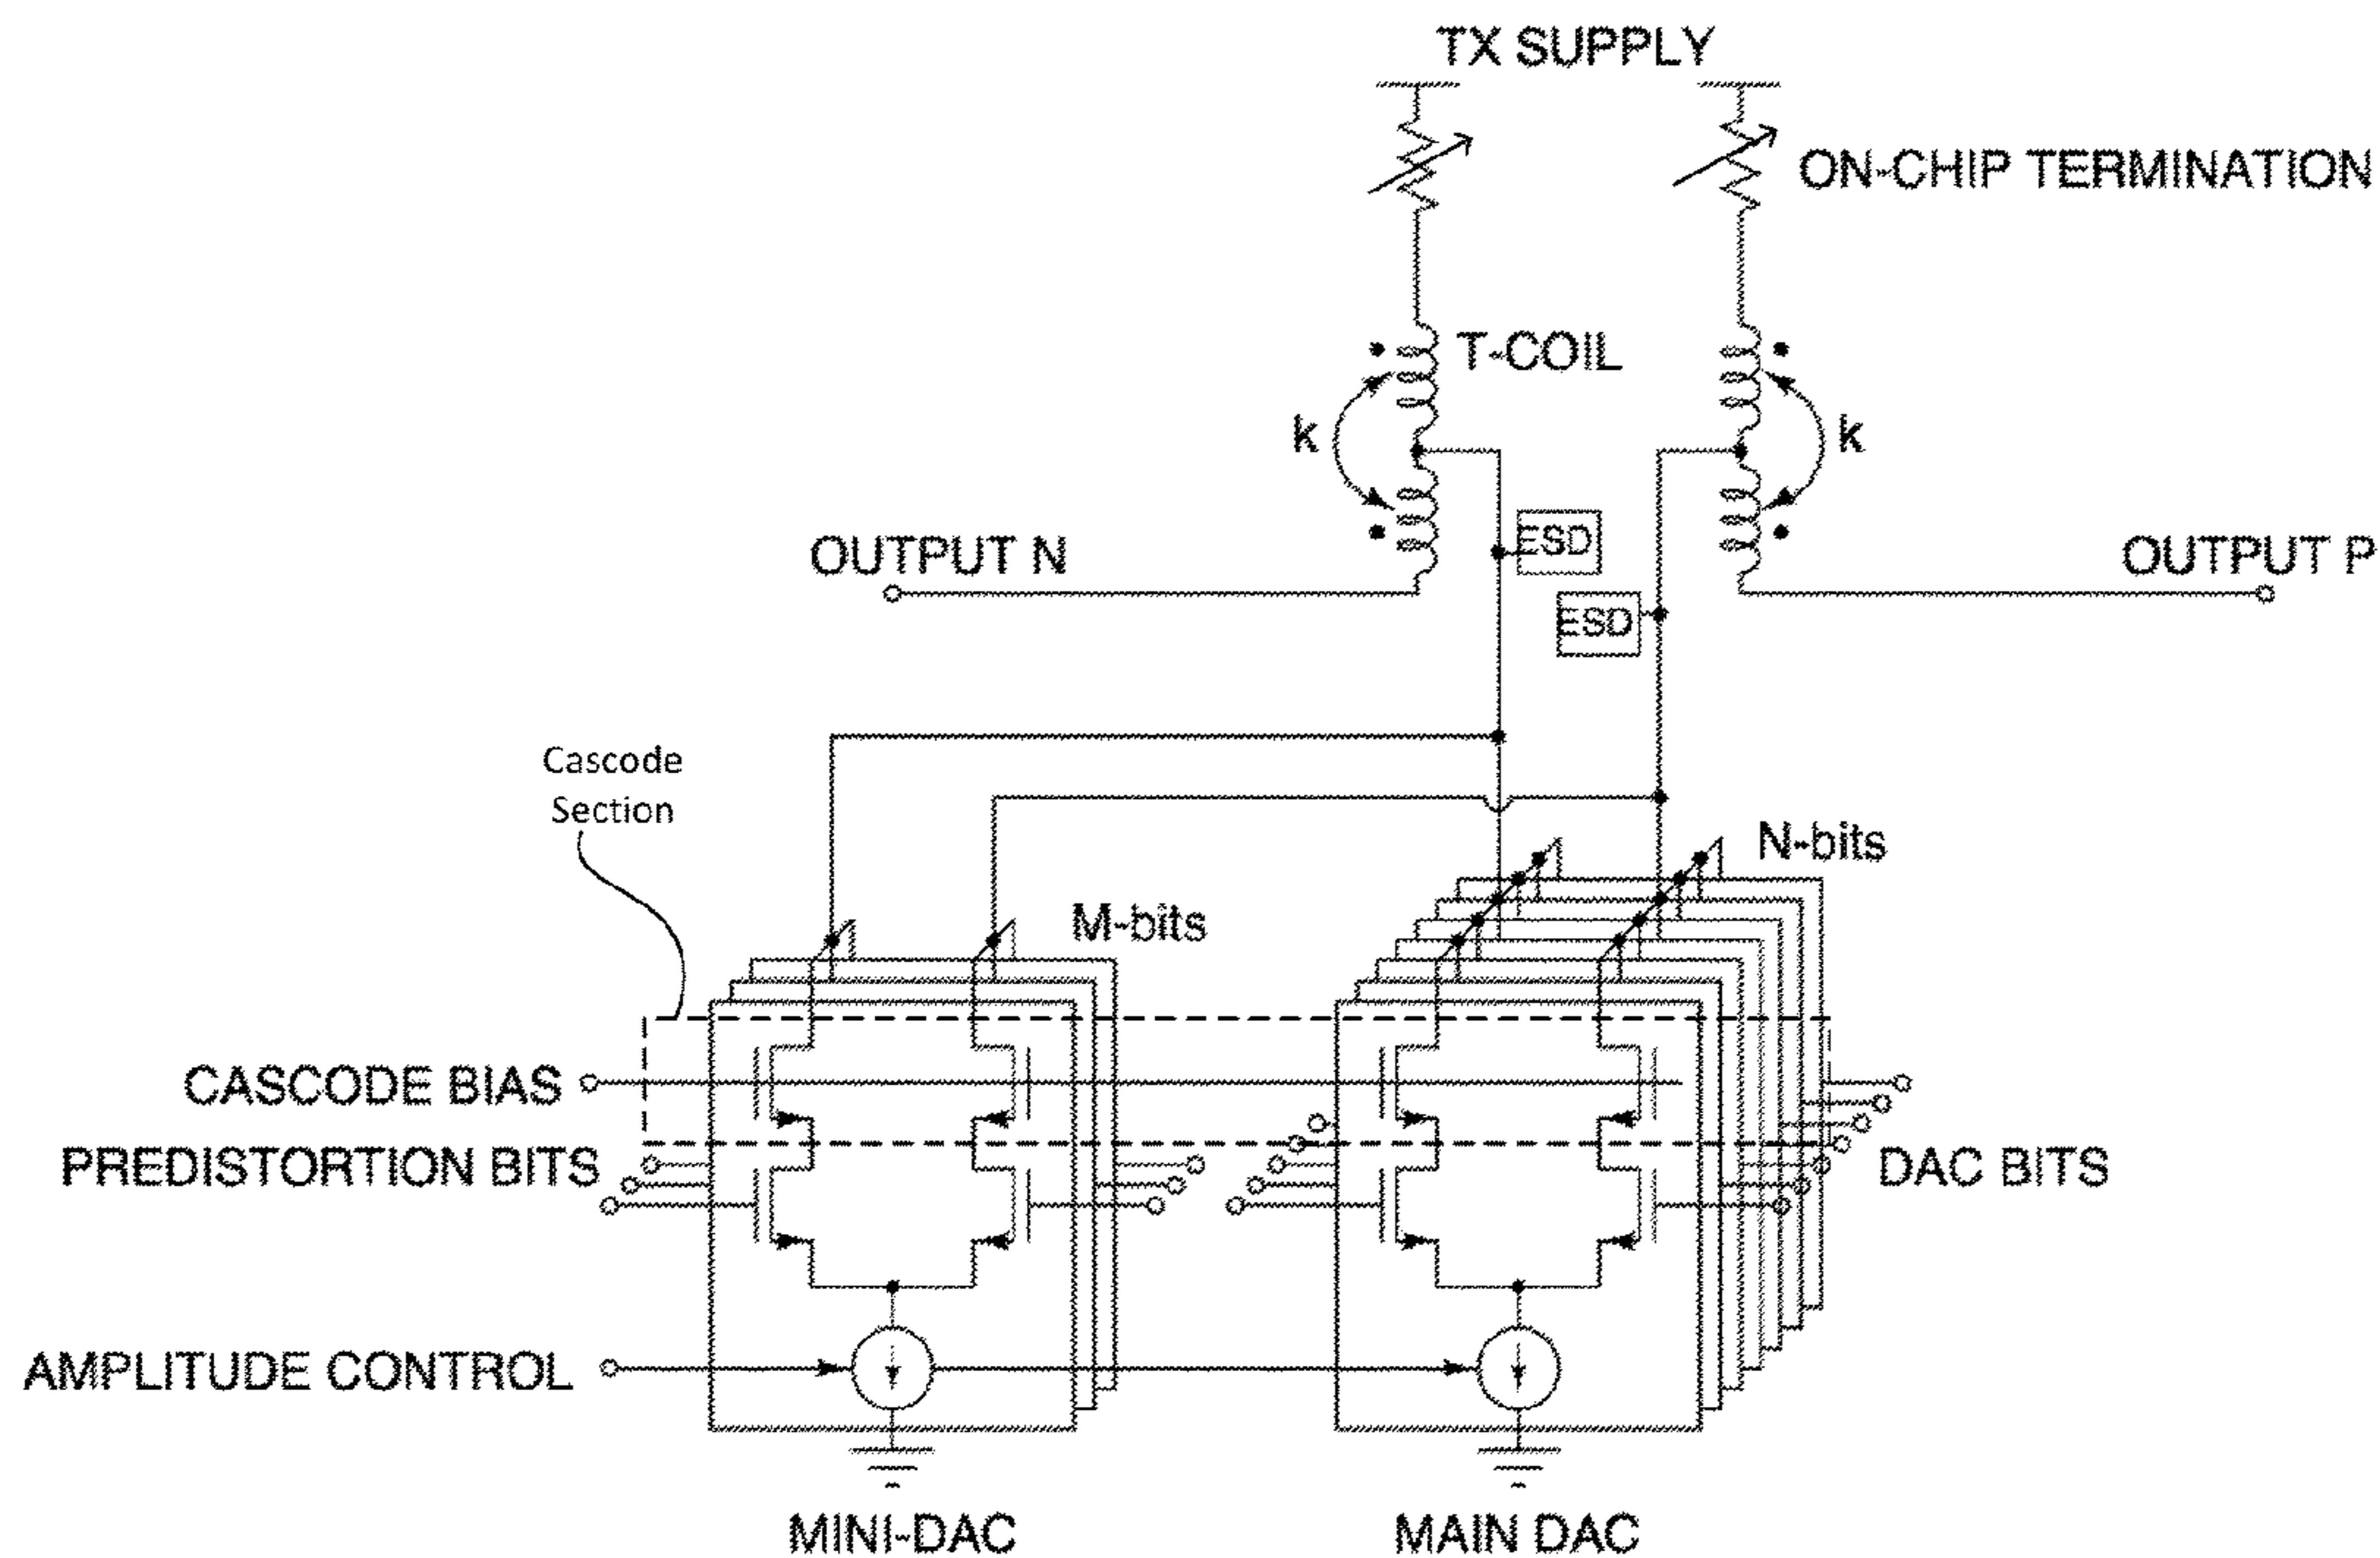 TX SUPPLY
ON-CHIP TERMINATION
T-COIL
k
k
OUTPUT N
ESD
OUTPUT P
ESD
Cascode
Section
N-bits
M-bits
CASCODE BIAS
PREDISTORTION BITS
DAC BITS
AMPLITUDE CONTROL
MINI-DAC
MAIN DAC